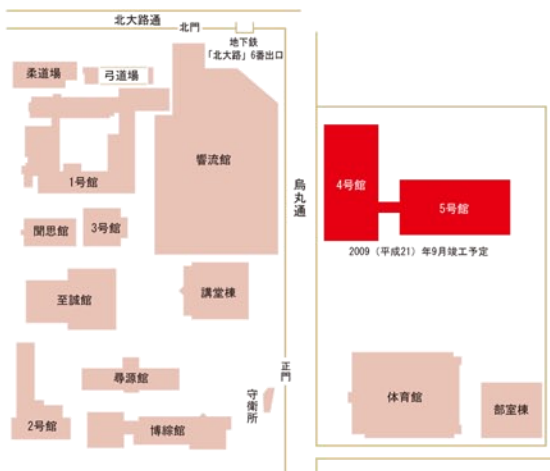 北大路通
北門
地下鉄
「北大路」6番出口
柔道場
弓道場
響流館
1号館
烏丸通
4号館
5号館
2009（平成21）年9月竣工予定
聞思館
3号館
至誠館
講堂棟
尋源館
正門
守衛所
体育館
部室棟
2号館
博綜館